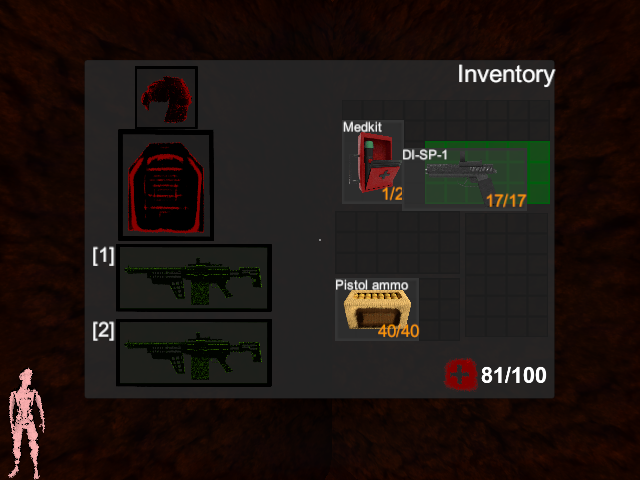 Inventory
Medkit
1/2
DI-SP-1
17/17
[1]
[2]
Pistol ammo
40/40
81/100